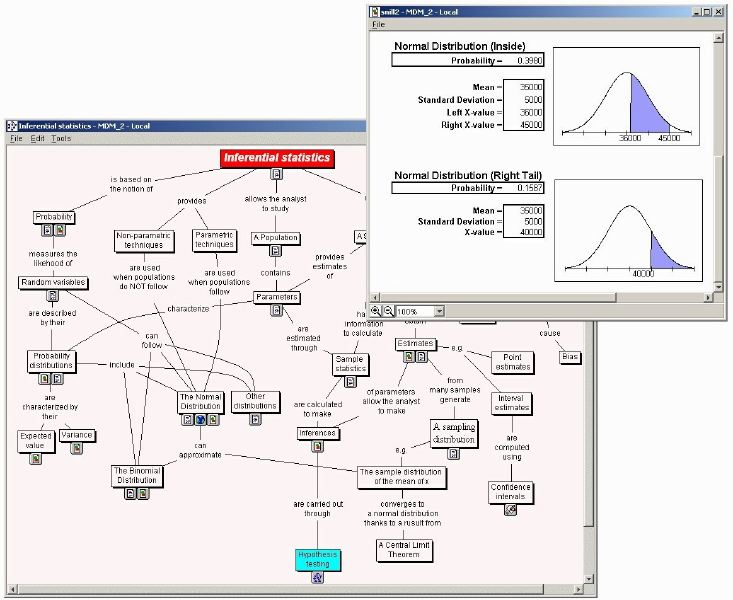 snill2 - MDM_2 - Local
File
Normal Distribution (Inside)
Probability = 0.3980
Mean = 35000
Standard Deviation = 5000
Left X-value = 36000
Right X-value = 45000
36000 45000
Normal Distribution (Right Tail)
Probability = 0.1587
Mean = 35000
Standard Deviation = 5000
X-value = 40000
40000
100%
Inferential statistics - MDM_2 - Local
File Edit Tools
Inferential statistics
is based on
the notion of
provides
allows the analyst
to study
Probability
Non-parametric
techniques
Parametric
techniques
A Population
measures the
likelihood of
are used
when populations
do NOT follow
are used
when populations
follow
contains
provides
estimates
of
Random variables
Parameters
characterize
are described
by their
can
follow
are
estimated
through
information
to calculate
Estimates
e.g.
cause
Probability
distributions
include
Sample
statistics
Point
estimates
Bias
are
characterized by
their
The Normal
Distribution
Other
distributions
are calculated
to make
of parameters
allow the analyst
to make
from
many samples
generate
Interval
estimates
Expected
value
Variance
can
approximate
Inferences
e.g.
A sampling
distribution
are
computed
using
The Binomial
Distribution
The sample distribution
of the mean of x
Confidence
intervals
are carried out
through
converges to
a normal distribution
thanks to a rusult from
Hypothesis
testing
A Central Limit
Theorem